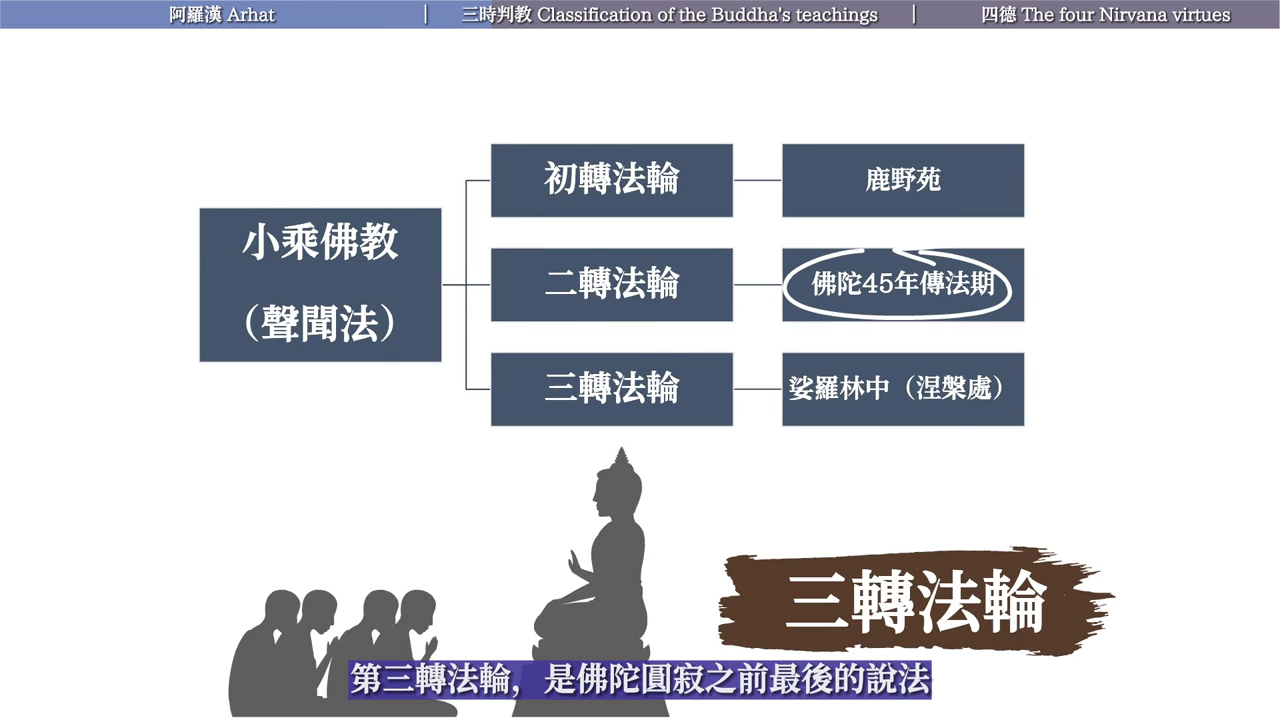 阿羅漢 Arhat | 三時判教 Classification of the Buddha's teachings | 四德 The four Nirvana virtues
初轉法輪
鹿野苑
小乘佛教
（聲聞法）
二轉法輪
佛陀45年傳法期
三轉法輪
娑羅林中（涅槃處）
三轉法輪
第三轉法輪，是佛陀圓寂之前最後的說法